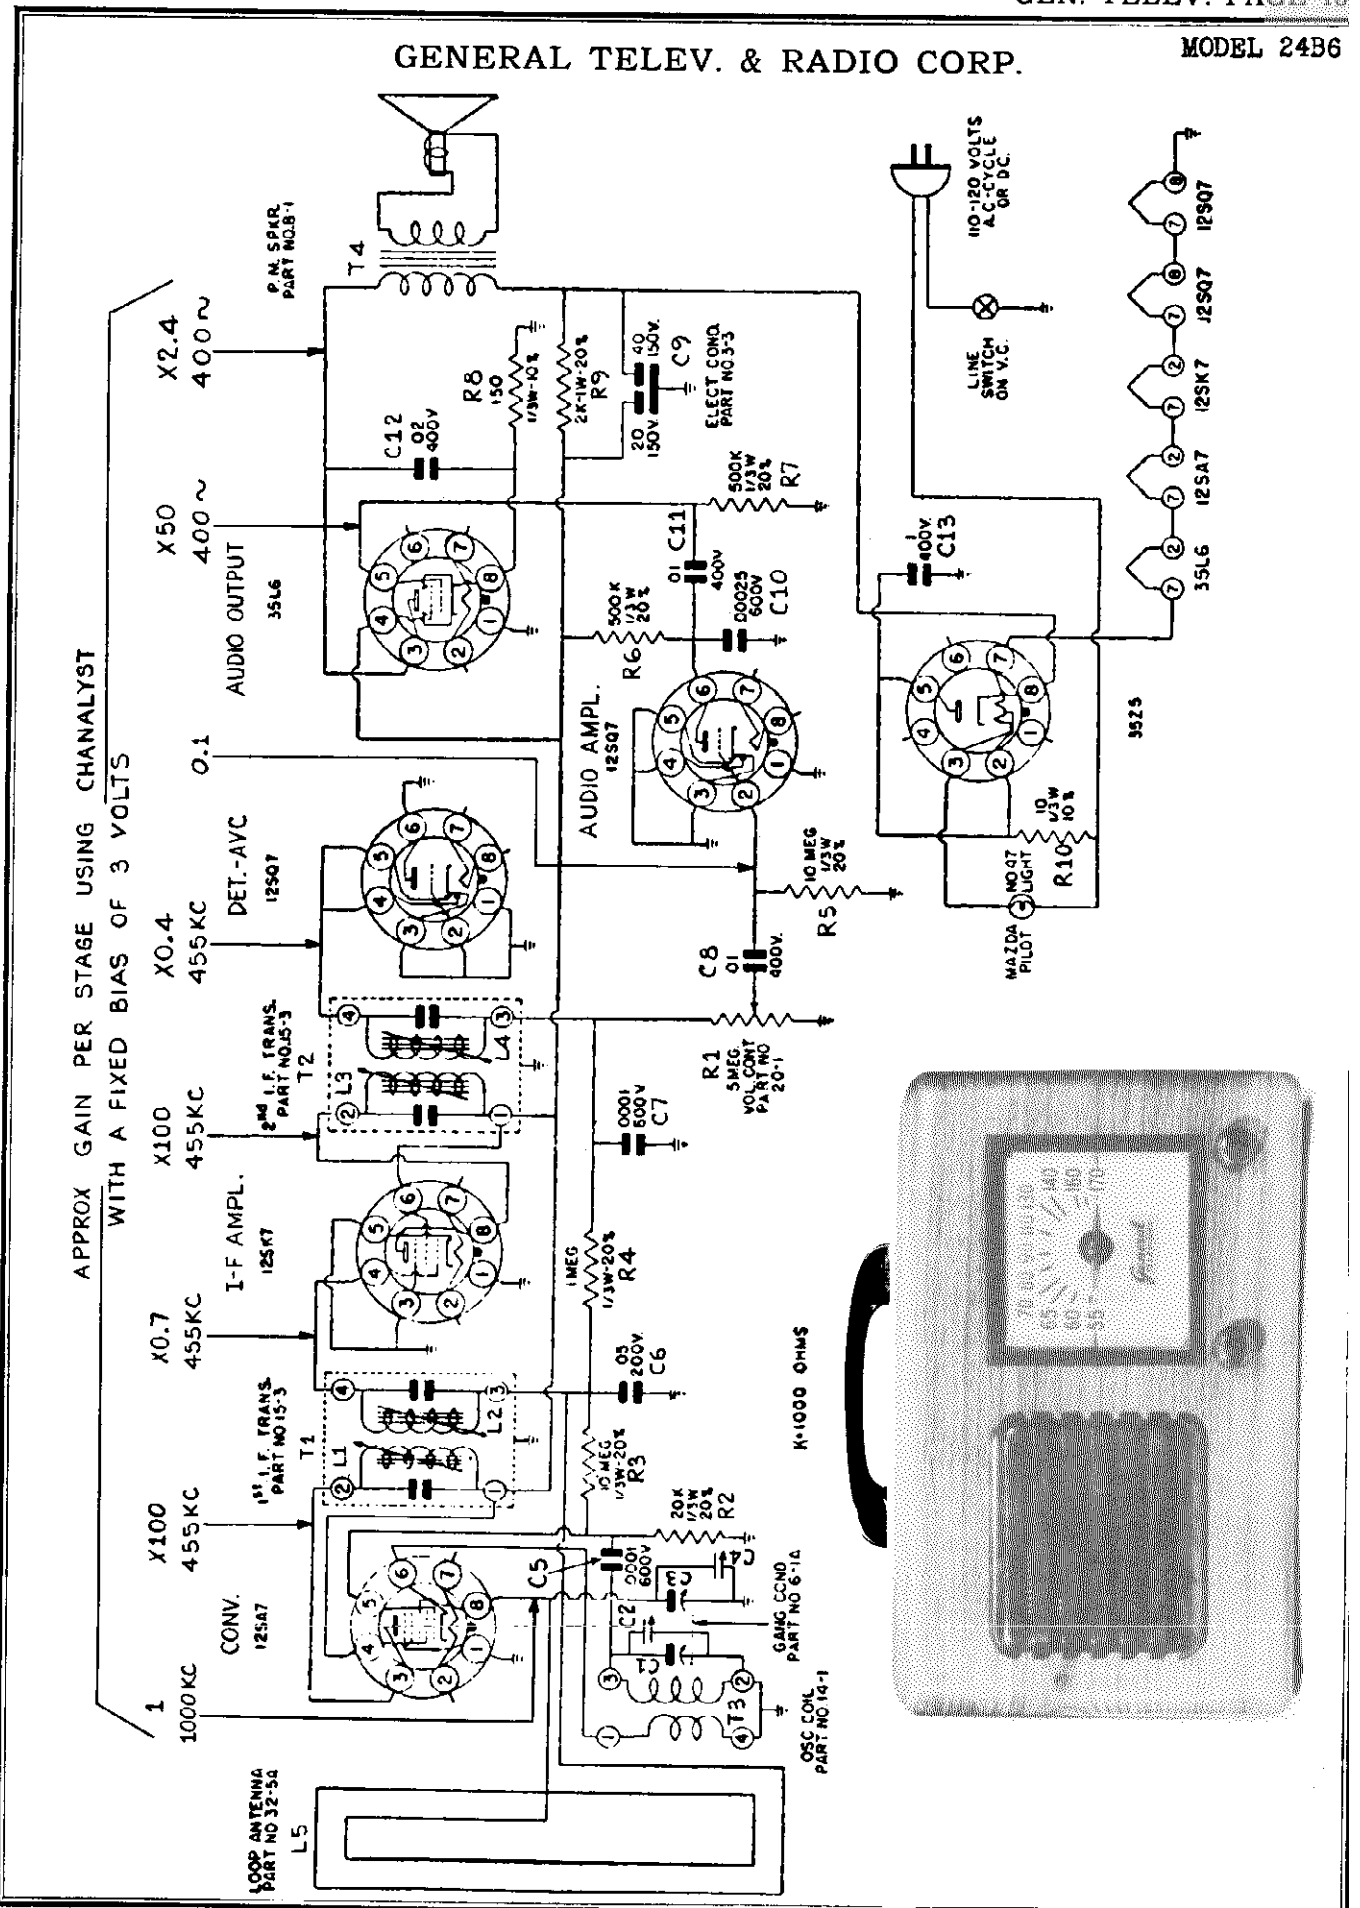 GENERAL TELEV. & RADIO CORP.
MODEL 24B6
APPROX GAIN PER STAGE USING CHANALYST
WITH A FIXED BIAS OF 3 VOLTS
1
1000KC
X100
455KC
X0.7
455KC
X100
455KC
X0.4
455KC
0.1
X50
400~
X2.4
400~
LOOP ANTENNA
PART NO 32-5A
L5
CONV.
12SA7
1ST I.F. TRANS.
PART NO 15-3
T1
L1
L2
I-F AMPL.
12SK7
2ND I.F. TRANS.
PART NO.15-3
T2
L3
L4
DET.-AVC
12SQ7
AUDIO OUTPUT
35L6
P.M. SPKR.
PART NO.8-1
T4
C12
02
400V
R8
150
1/3W-10%
2K-1W-20%
R9
20
150V.
40
150V.
C9
ELECT COND.
PART NO.3-3
AUDIO AMPL.
12SQ7
R6
500K
1/3W
20%
01
400V
C11
00025
600V
C10
500K
1/3W
20%
R7
C8
01
400V.
10 MEG
1/3W
20%
R5
R1
5 MEG.
VOL. CONT
PART NO
20-1
0001
600V
C7
1 MEG
1/3W-20%
R4
05
200V.
C6
10 MEG
1/3W-20%
R3
20K
1/3W
20%
R2
C5
0001
600V
C1
C2
C3
C4
GANG COND
PART NO 6-1A
T3
OSC COIL
PART NO.14-1
K=1000 OHMS
MAZDA
PILOT
NO 47
LIGHT
10
1/3W
10%
R10
35Z5
1
400V.
C13
LINE
SWITCH
ON V.C.
110-120 VOLTS
A.C-CYCLE
OR D.C.
35L6
12SA7
12SK7
12SQ7
12SQ7
General
55
60
65
70
140
160
170